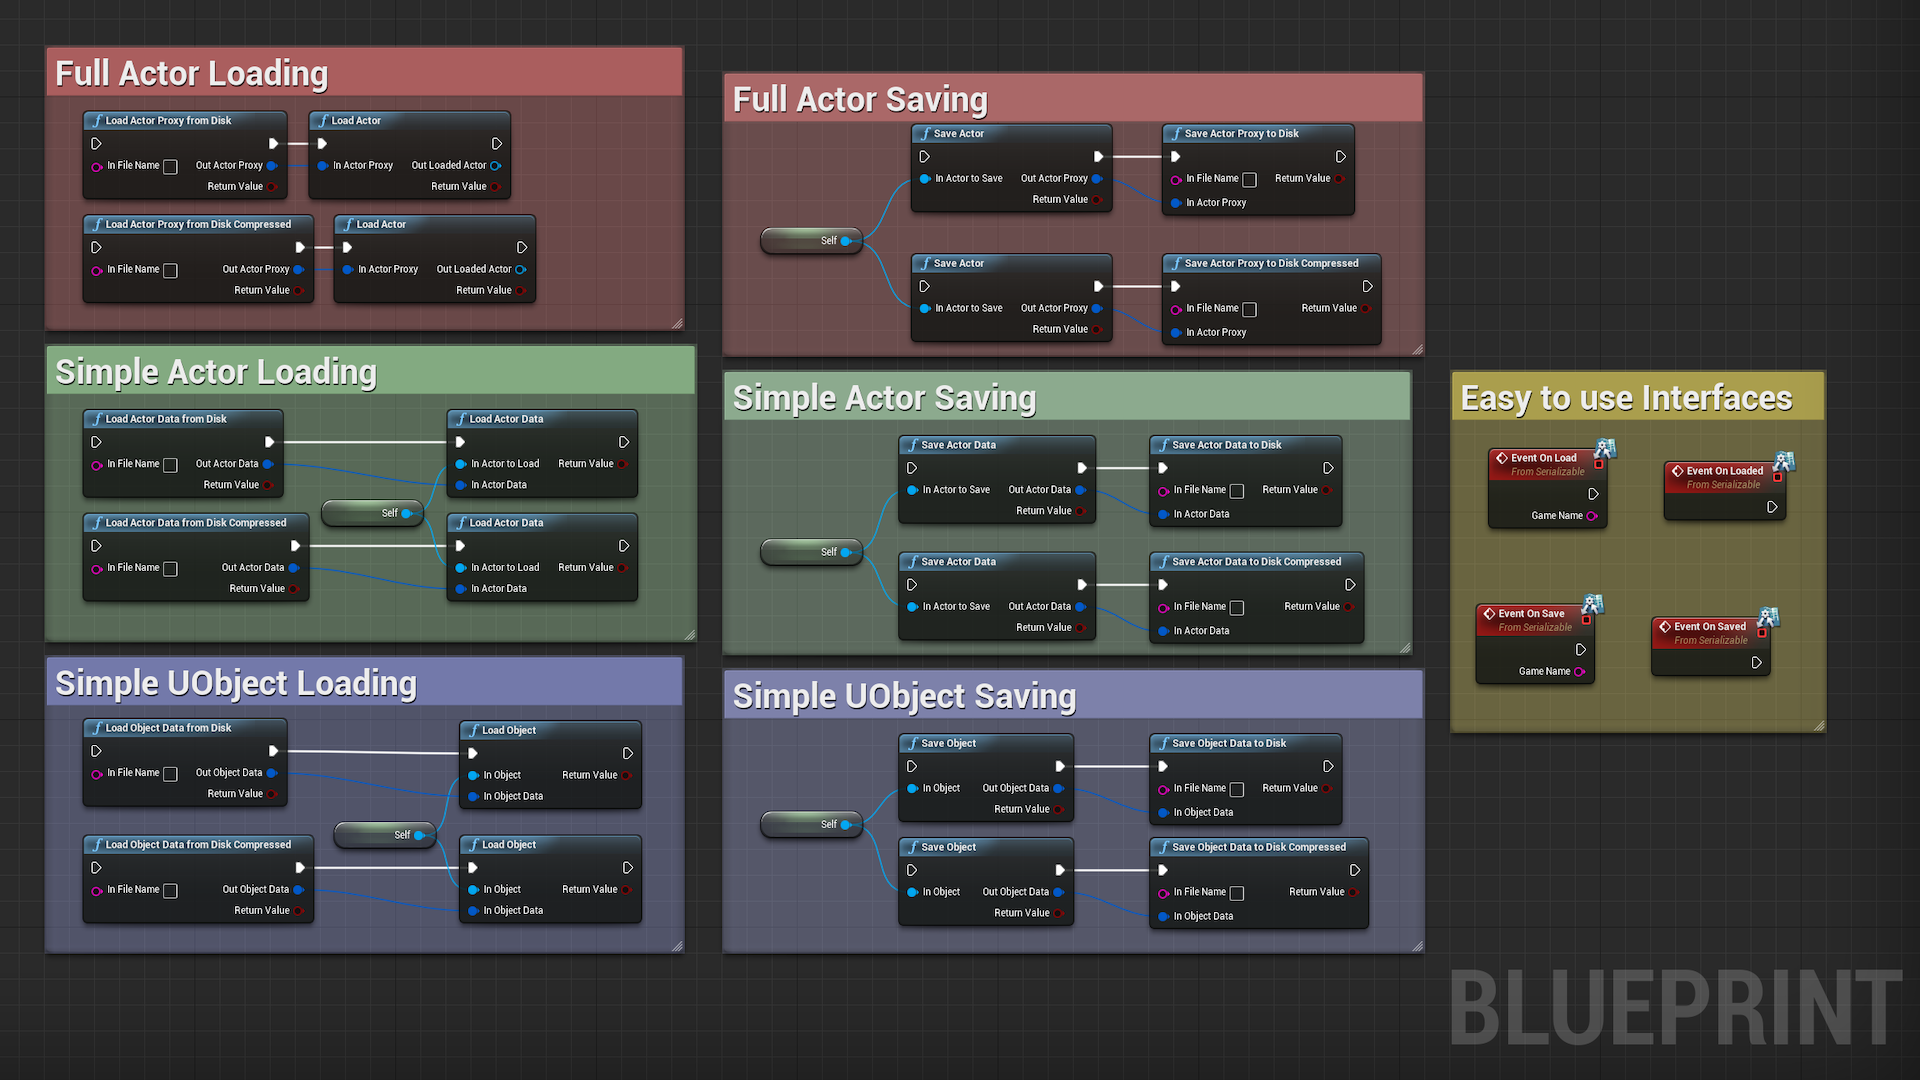 Full Actor Loading
Load Actor Proxy from Disk
In File Name
Out Actor Proxy
Return Value
Load Actor
In Actor Proxy
Out Loaded Actor
Return Value
Load Actor Proxy from Disk Compressed
In File Name
Out Actor Proxy
Return Value
Load Actor
In Actor Proxy
Out Loaded Actor
Return Value
Simple Actor Loading
Load Actor Data from Disk
In File Name
Out Actor Data
Return Value
Load Actor Data
In Actor to Load
Return Value
In Actor Data
Self
Load Actor Data from Disk Compressed
In File Name
Out Actor Data
Return Value
Load Actor Data
In Actor to Load
Return Value
In Actor Data
Simple UObject Loading
Load Object Data from Disk
In File Name
Out Object Data
Return Value
Load Object
In Object
Return Value
In Object Data
Self
Load Object Data from Disk Compressed
In File Name
Out Object Data
Return Value
Load Object
In Object
Return Value
In Object Data
Full Actor Saving
Save Actor
In Actor to Save
Out Actor Proxy
Return Value
Save Actor Proxy to Disk
In File Name
Return Value
In Actor Proxy
Self
Save Actor
In Actor to Save
Out Actor Proxy
Return Value
Save Actor Proxy to Disk Compressed
In File Name
Return Value
In Actor Proxy
Simple Actor Saving
Save Actor Data
In Actor to Save
Out Actor Data
Return Value
Save Actor Data to Disk
In File Name
Return Value
In Actor Data
Self
Save Actor Data
In Actor to Save
Out Actor Data
Return Value
Save Actor Data to Disk Compressed
In File Name
Return Value
In Actor Data
Simple UObject Saving
Save Object
In Object
Out Object Data
Return Value
Save Object Data to Disk
In File Name
Return Value
In Object Data
Self
Save Object
In Object
Out Object Data
Return Value
Save Object Data to Disk Compressed
In File Name
Return Value
In Object Data
Easy to use Interfaces
Event On Load
From Serializable
Game Name
Event On Loaded
From Serializable
Event On Save
From Serializable
Game Name
Event On Saved
From Serializable
BLUEPRINT